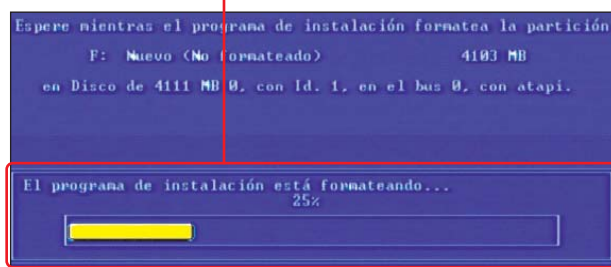 Espere mientras el programa de instalación formatea la partición
F: Nuevo (No formateado) 4103 MB
en Disco de 4111 MB 0, con Id. 1, en el bus 0, con atapi.
El programa de instalación está formateando...
25%